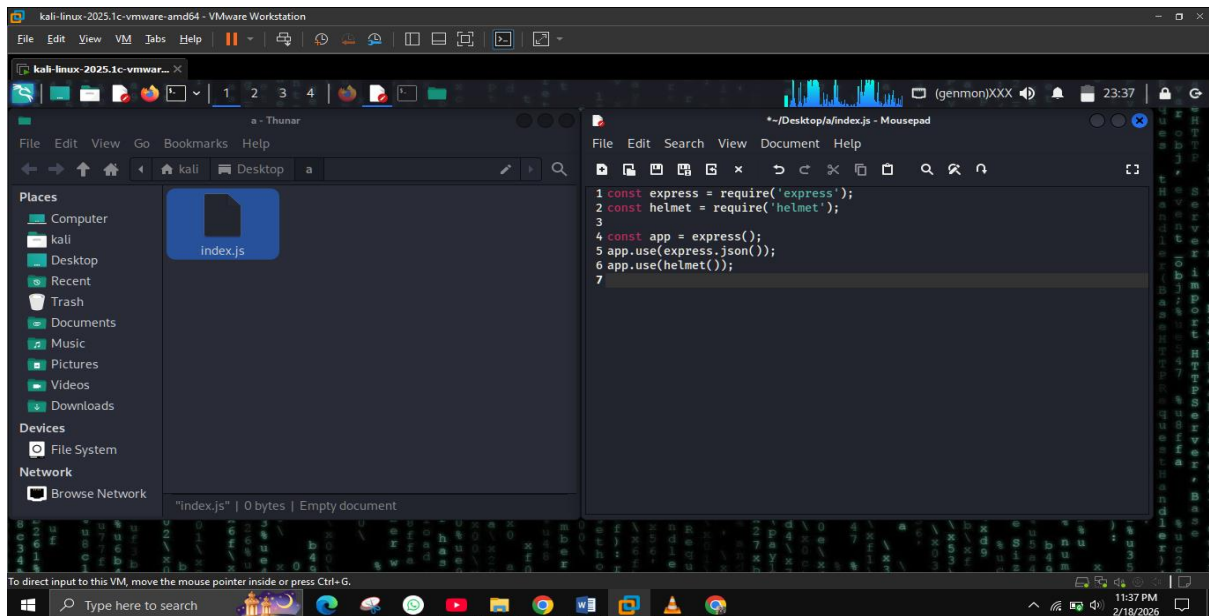 kali-linux-2025.1c-vmware-amd64 - VMware Workstation
File Edit View VM Tabs Help
kali-linux-2025.1c-vmwar...
1 2 3 4
(genmon)XXX 23:37
a - Thunar
File Edit View Go Bookmarks Help
kali Desktop a
Places
Computer
kali
Desktop
Recent
Trash
Documents
Music
Pictures
Videos
Downloads
Devices
File System
Network
Browse Network
index.js
"index.js" | 0 bytes | Empty document
*~/Desktop/a/index.js - Mousepad
File Edit Search View Document Help
1 const express = require('express');
2 const helmet = require('helmet');
3
4 const app = express();
5 app.use(express.json());
6 app.use(helmet());
7
To direct input to this VM, move the mouse pointer inside or press Ctrl+G.
Type here to search
11:37 PM
2/18/2026